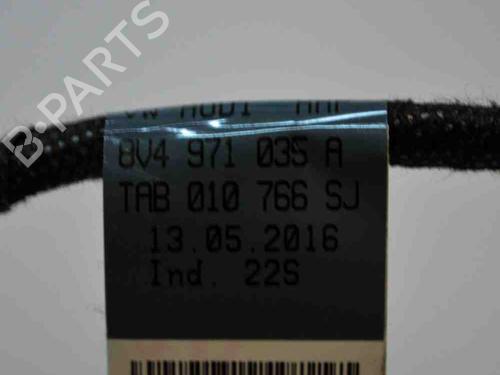 VW AUDI
8V4 971 035 A
TAB 010 766 SJ
13.05.2016
Ind. 22S
B-PARTS